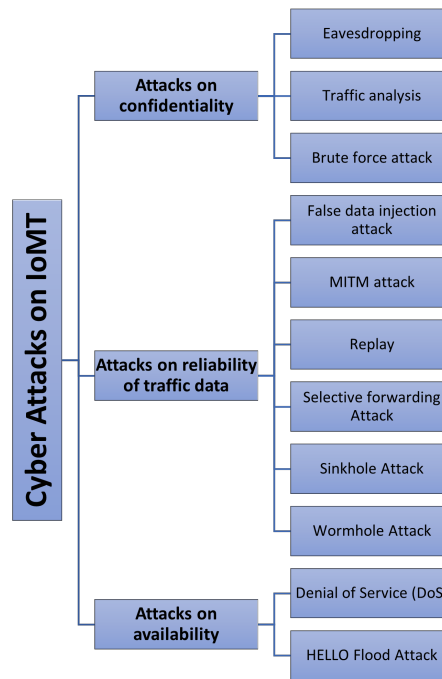 Cyber Attacks on IoMT
Attacks on
confidentiality
Eavesdropping
Traffic analysis
Brute force attack
Attacks on reliability
of traffic data
False data injection
attack
MITM attack
Replay
Selective forwarding
Attack
Sinkhole Attack
Wormhole Attack
Attacks on
availability
Denial of Service (DoS
HELLO Flood Attack